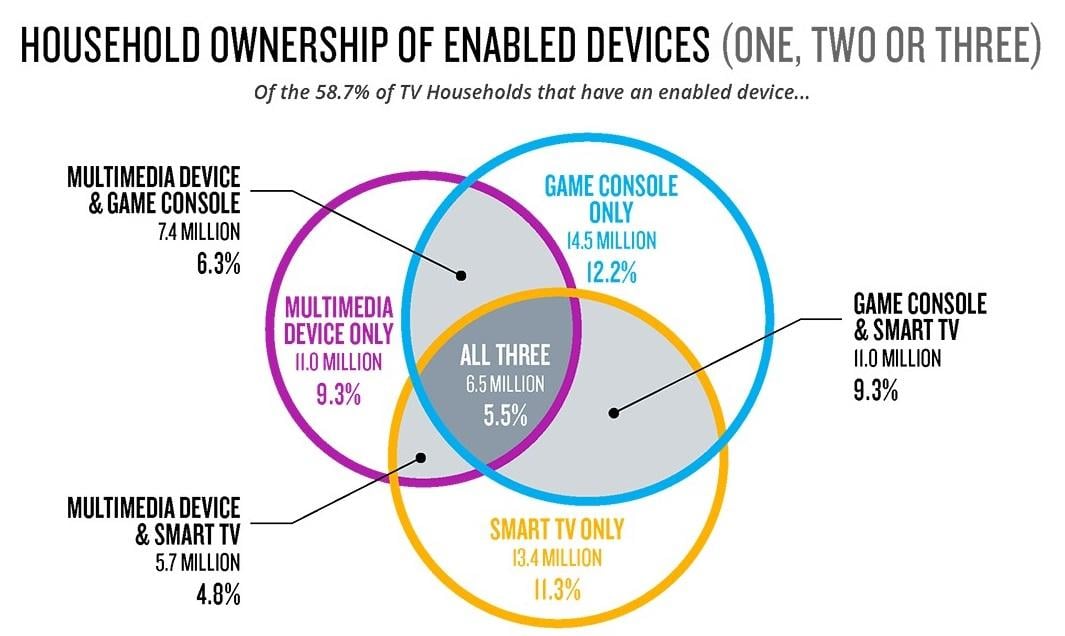 HOUSEHOLD OWNERSHIP OF ENABLED DEVICES (ONE, TWO OR THREE)
Of the 58.7% of TV Households that have an enabled device...
MULTIMEDIA DEVICE
& GAME CONSOLE
7.4 MILLION
6.3%
GAME CONSOLE
ONLY
14.5 MILLION
12.2%
MULTIMEDIA
DEVICE ONLY
11.0 MILLION
9.3%
ALL THREE
6.5 MILLION
5.5%
GAME CONSOLE
& SMART TV
11.0 MILLION
9.3%
MULTIMEDIA DEVICE
& SMART TV
5.7 MILLION
4.8%
SMART TV ONLY
13.4 MILLION
11.3%